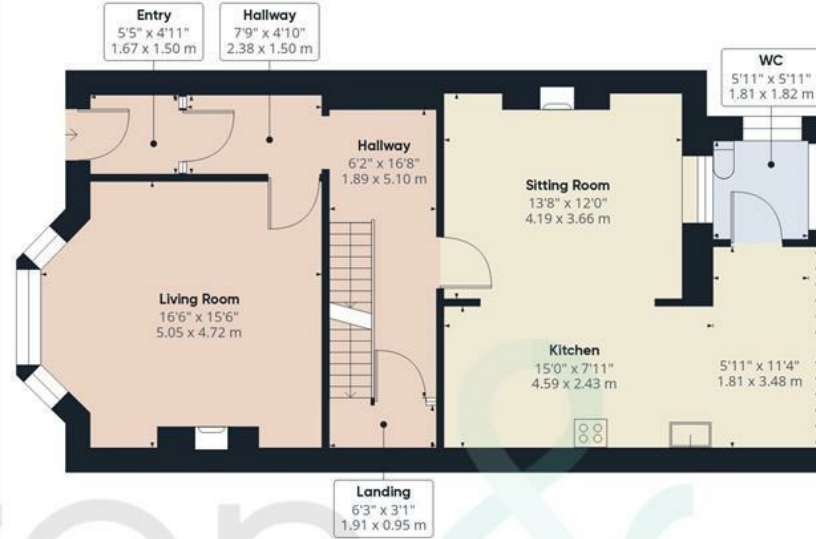 Entry
5'5" x 4'11"
1.67 x 1.50 m
Hallway
7'9" x 4'10"
2.38 x 1.50 m
WC
5'11" x 5'11"
1.81 x 1.82 m
Hallway
6'2" x 16'8"
1.89 x 5.10 m
Sitting Room
13'8" x 12'0"
4.19 x 3.66 m
Living Room
16'6" x 15'6"
5.05 x 4.72 m
Kitchen
15'0" x 7'11"
4.59 x 2.43 m
5'11" x 11'4"
1.81 x 3.48 m
Landing
6'3" x 3'1"
1.91 x 0.95 m